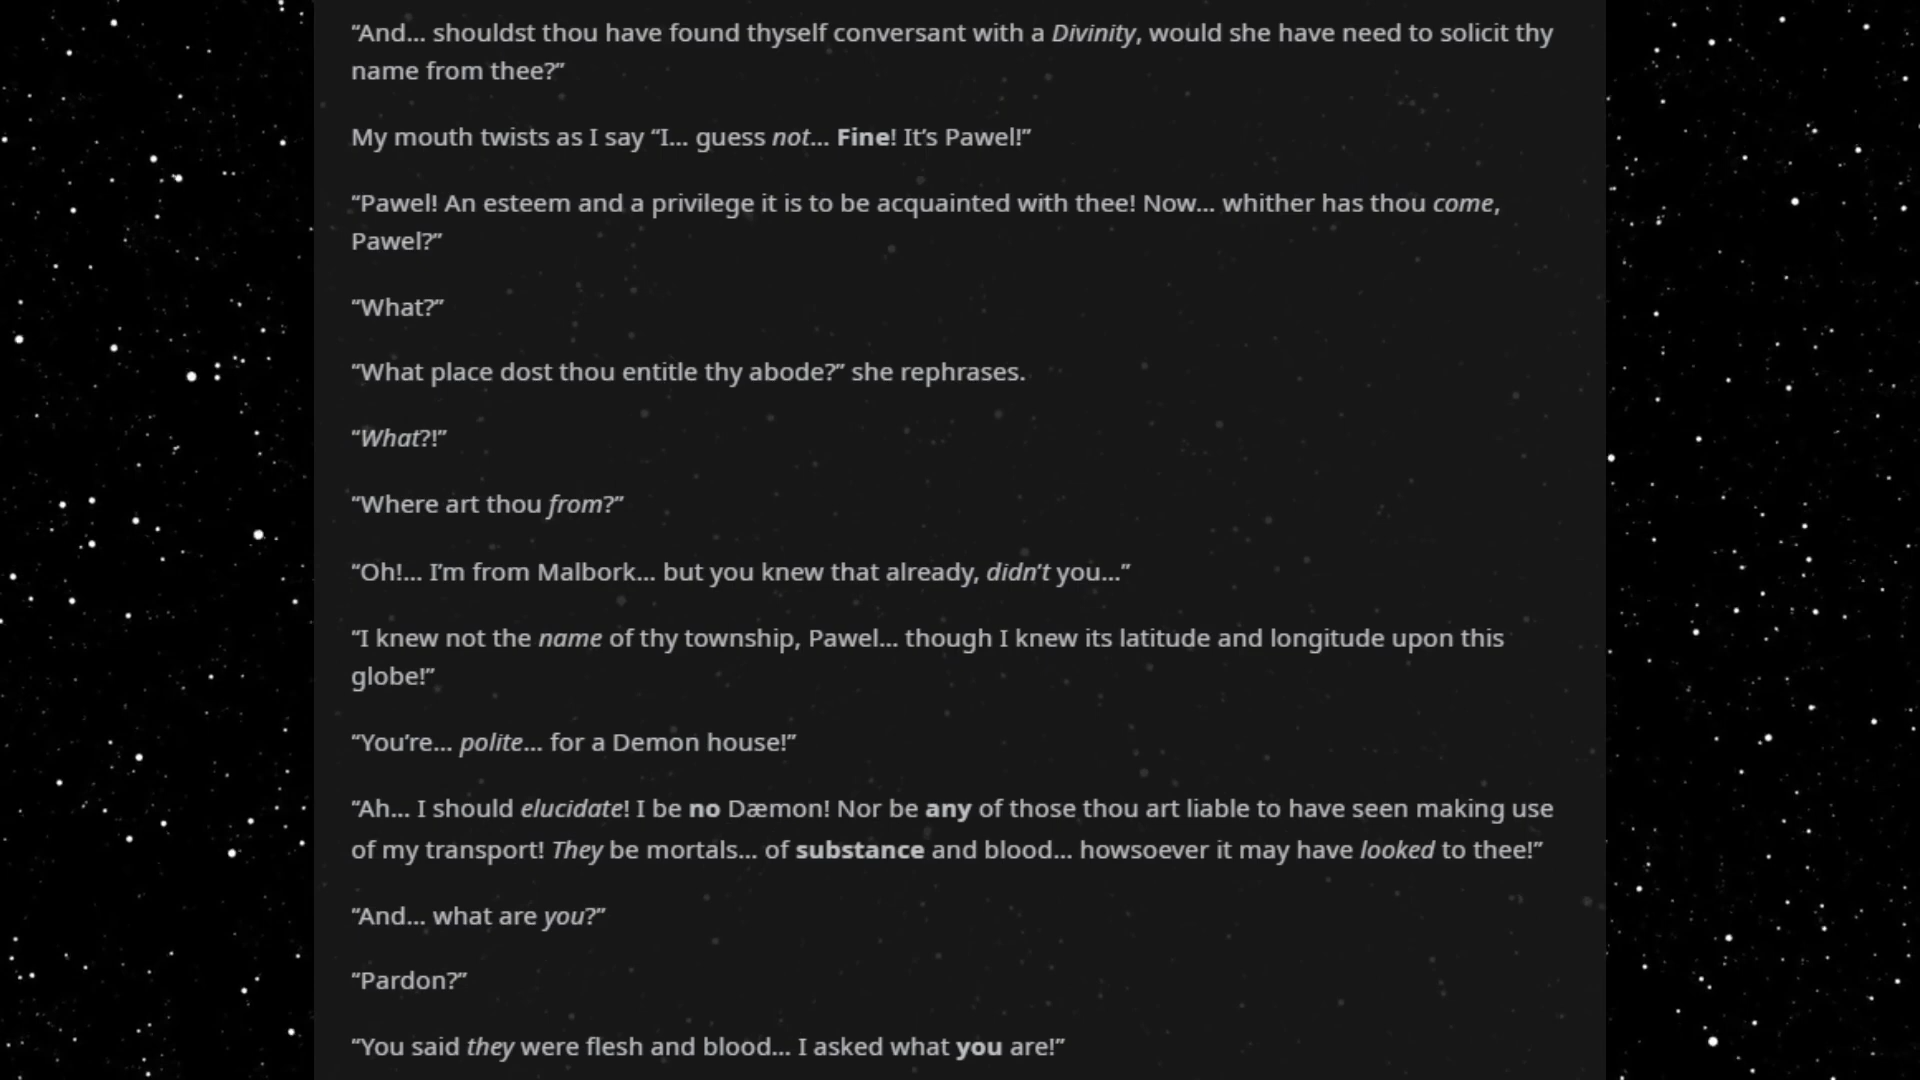 “And... shouldst thou have found thyself conversant with a Divinity, would she have need to solicit thy
name from thee?”
My mouth twists as I say “I... guess not... Fine! It’s Pawel!”
“Pawel! An esteem and a privilege it is to be acquainted with thee! Now... whither has thou come,
Pawel?”
“What?”
“What place dost thou entitle thy abode?” she rephrases.
“What?!”
“Where art thou from?”
“Oh!... I’m from Malbork... but you knew that already, didn’t you...”
“I knew not the name of thy township, Pawel... though I knew its latitude and longitude upon this
globe!”
“You’re... polite... for a Demon house!”
“Ah... I should elucidate! I be no Dæmon! Nor be any of those thou art liable to have seen making use
of my transport! They be mortals... of substance and blood... howsoever it may have looked to thee!”
“And... what are you?”
“Pardon?”
“You said they were flesh and blood... I asked what you are!”